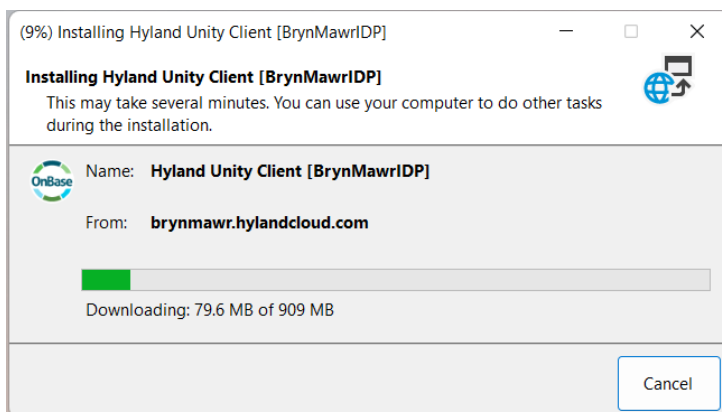 (9%) Installing Hyland Unity Client [BrynMawrIDP]
Installing Hyland Unity Client [BrynMawrIDP]
This may take several minutes. You can use your computer to do other tasks
during the installation.
OnBase
Name: Hyland Unity Client [BrynMawrIDP]
From: brynmawr.hylandcloud.com
Downloading: 79.6 MB of 909 MB
Cancel